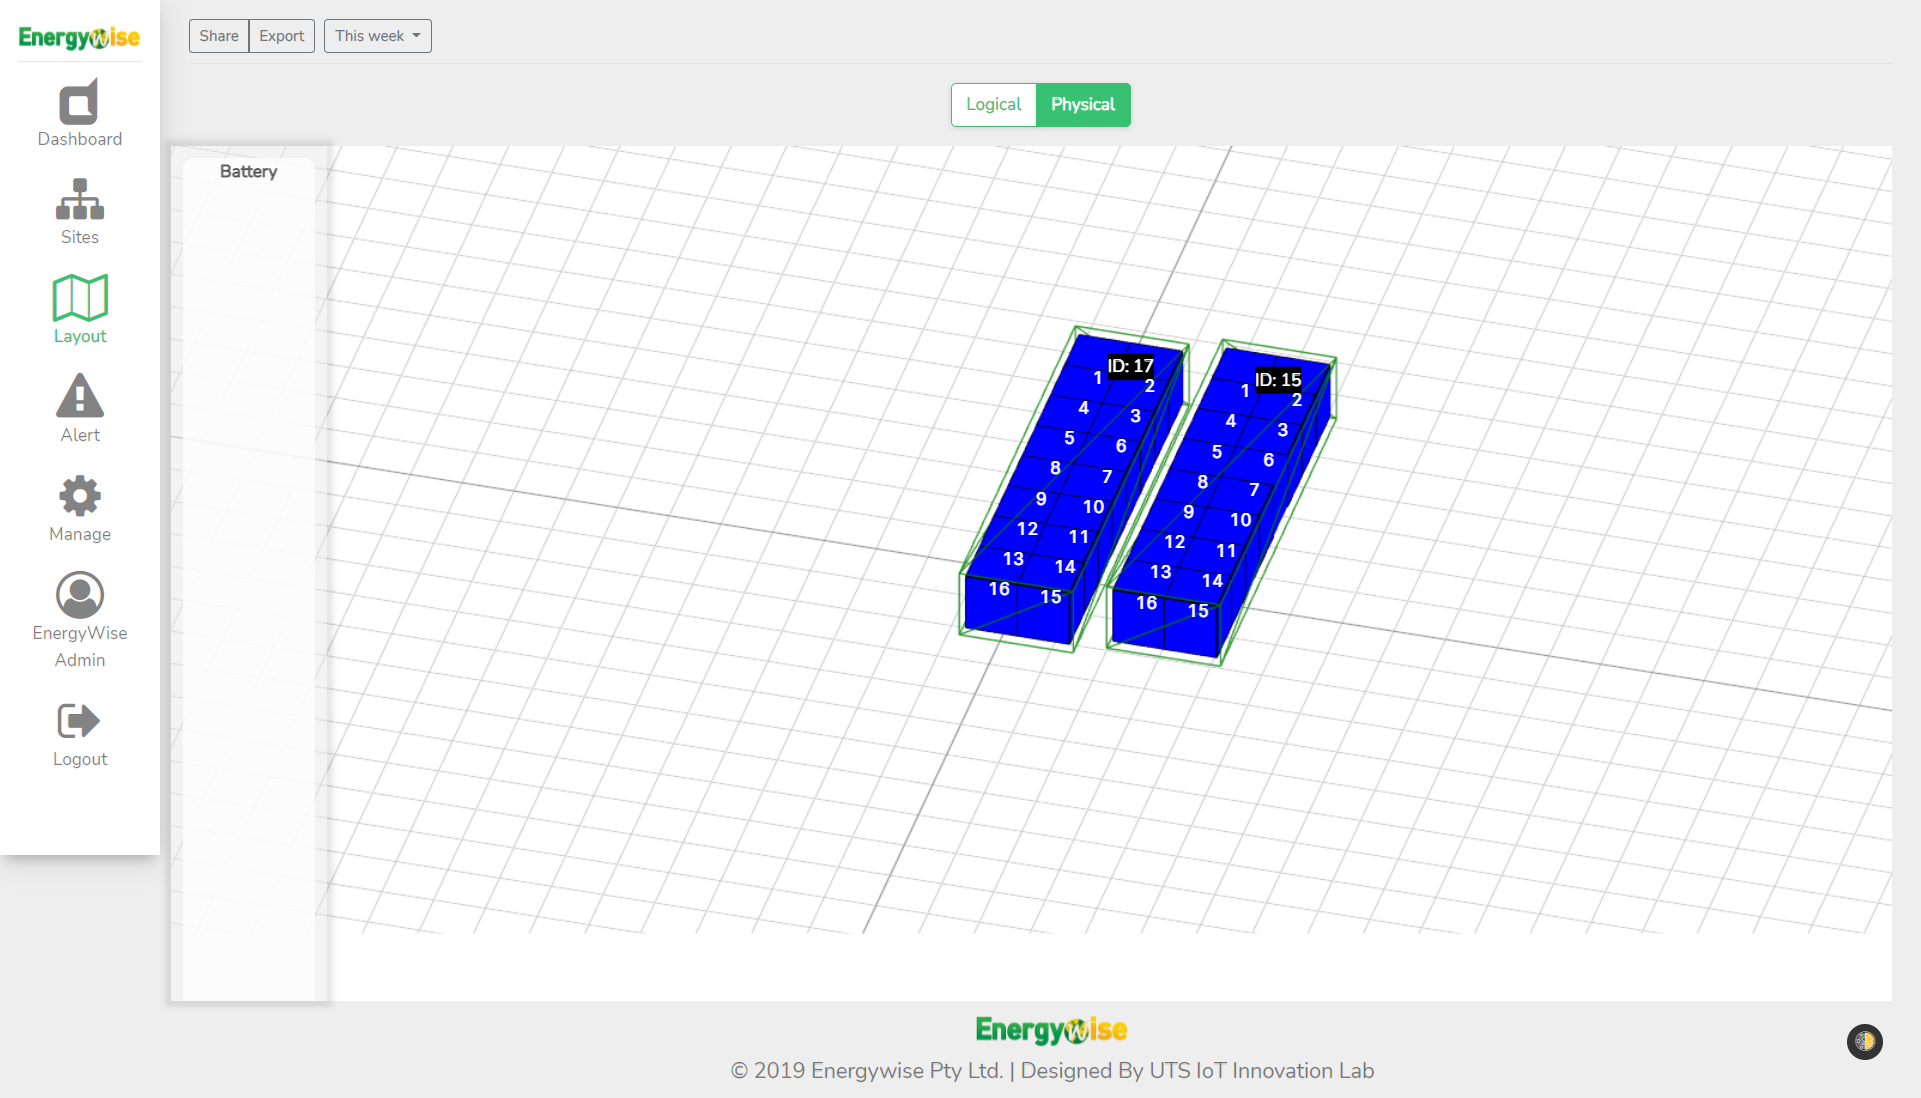 Energywise
Share Export This week
Logical Physical
Dashboard
Sites
Layout
Alert
Manage
EnergyWise
Admin
Logout
Battery
ID: 17
1 2
4 3
5 6
8 7
9 10
12 11
13 14
16 15
ID: 15
1 2
4 3
5 6
8 7
9 10
12 11
13 14
16 15
Energywise
© 2019 Energywise Pty Ltd. | Designed By UTS IoT Innovation Lab